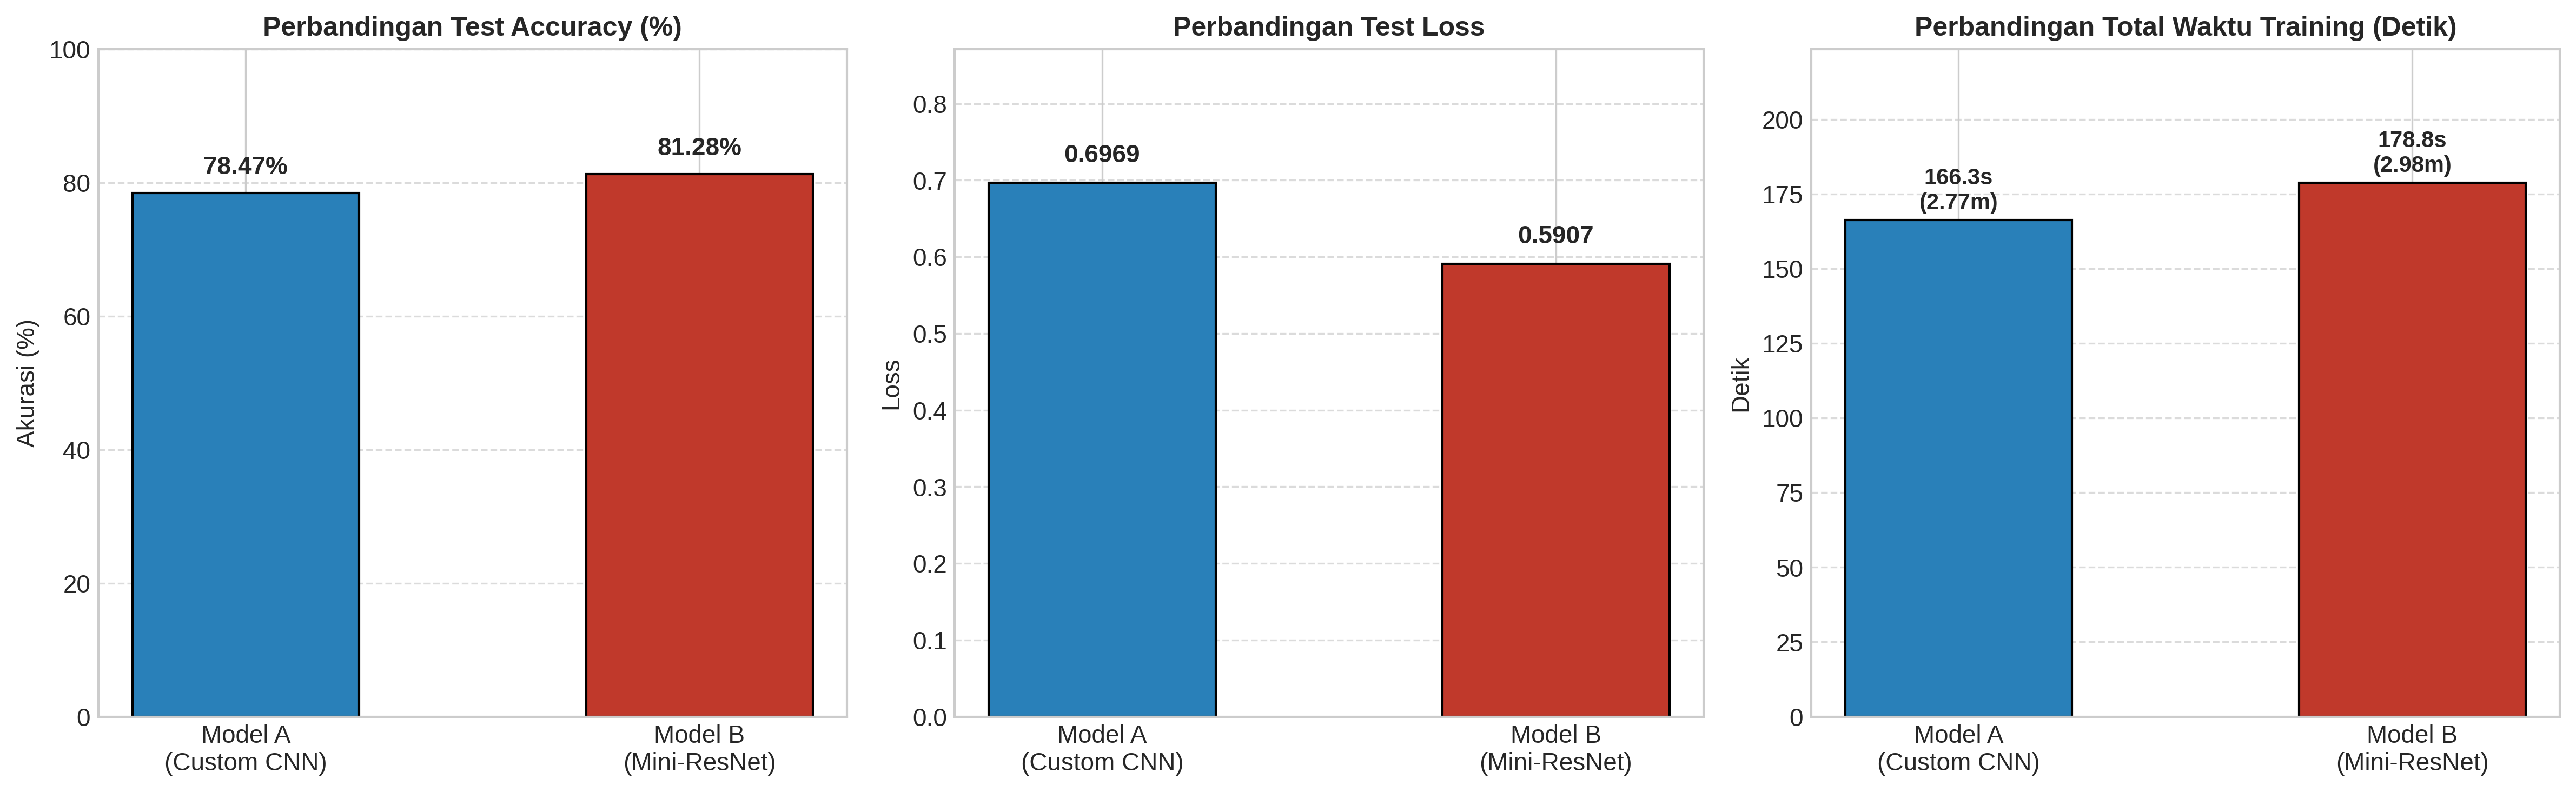 Perbandingan Test Accuracy (%)
Akurasi (%)
100
80
60
40
20
0
78.47%
81.28%
Model A
(Custom CNN)
Model B
(Mini-ResNet)
Perbandingan Test Loss
Loss
0.8
0.7
0.6
0.5
0.4
0.3
0.2
0.1
0.0
0.6969
0.5907
Model A
(Custom CNN)
Model B
(Mini-ResNet)
Perbandingan Total Waktu Training (Detik)
Detik
200
175
150
125
100
75
50
25
0
166.3s
(2.77m)
178.8s
(2.98m)
Model A
(Custom CNN)
Model B
(Mini-ResNet)